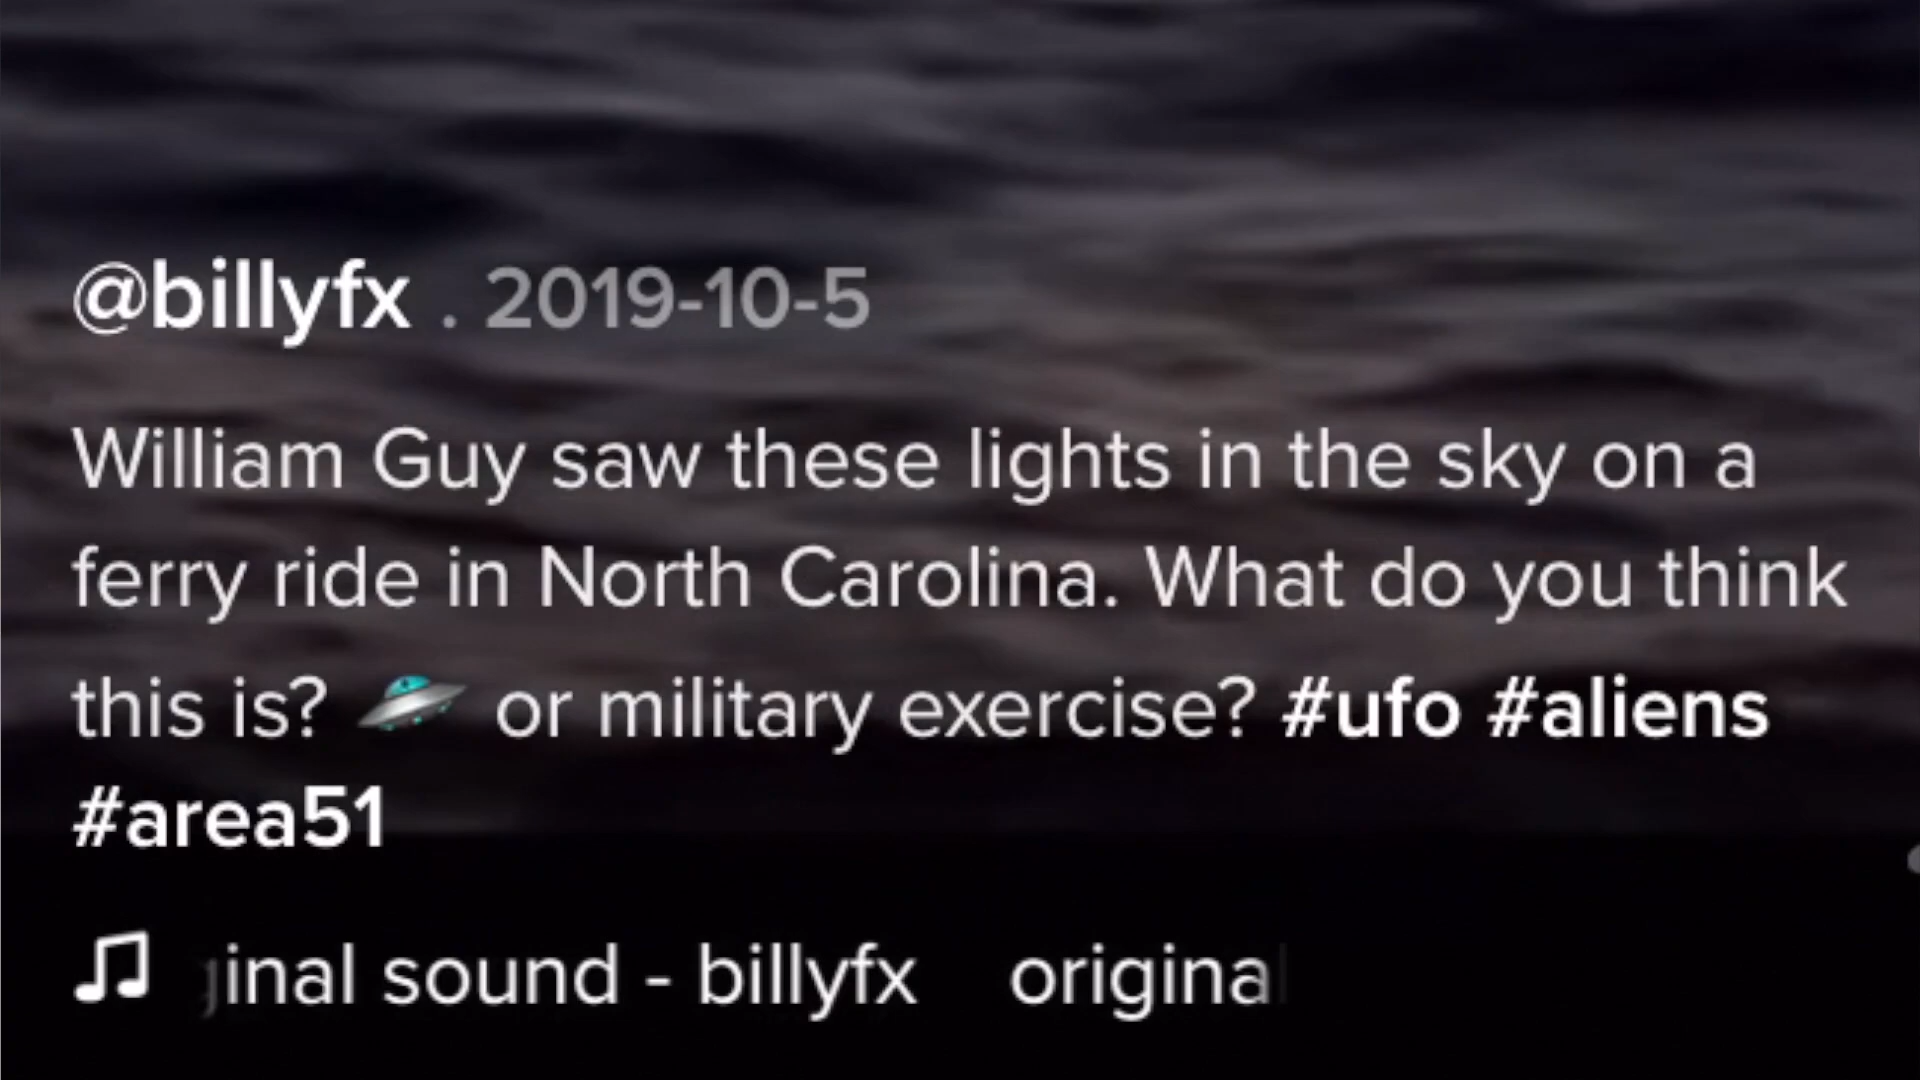 @billyfx . 2019-10-5
William Guy saw these lights in the sky on a
ferry ride in North Carolina. What do you think
this is? 🛸 or military exercise? #ufo #aliens
#area51
inal sound - billyfx origina